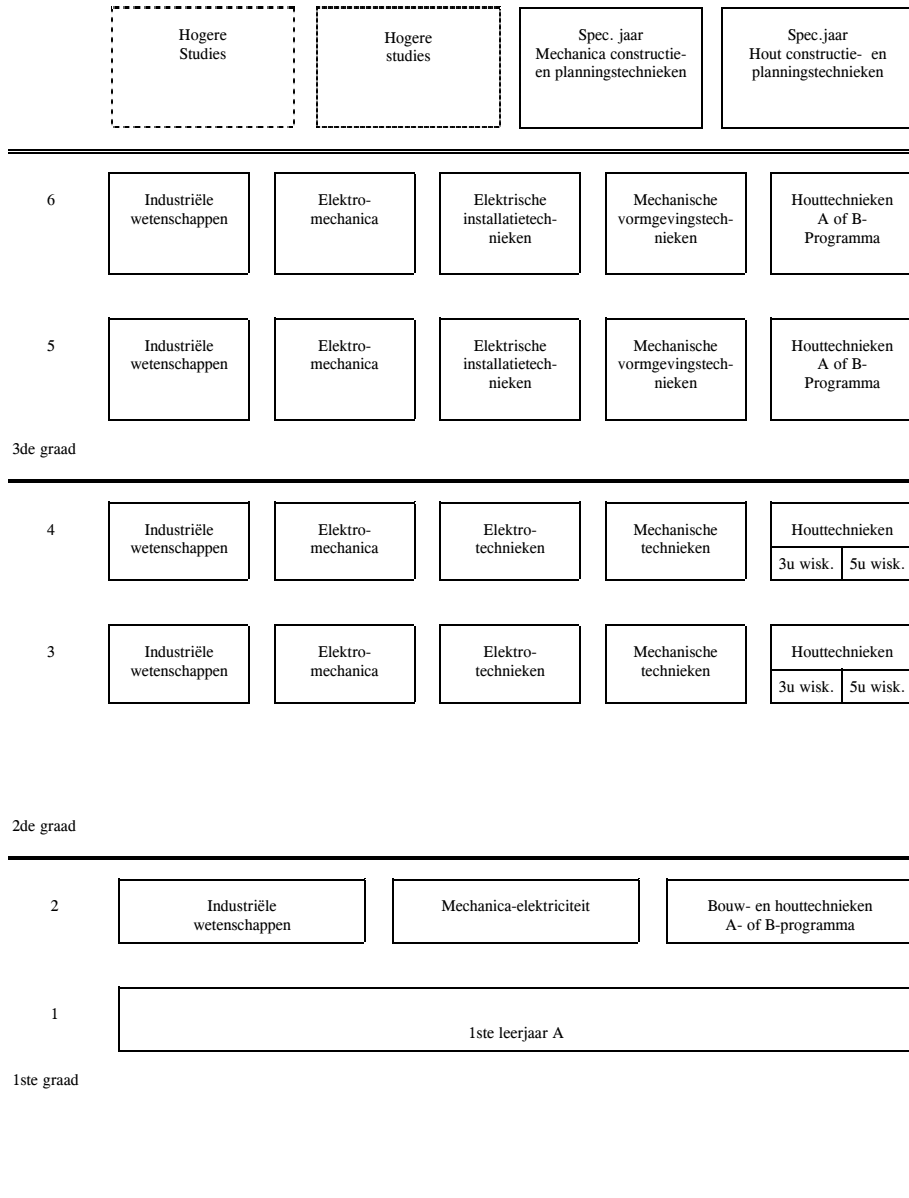 Hogere
Studies
Hogere
studies
Spec. jaar
Mechanica constructie-
en planningstechnieken
Spec.jaar
Hout constructie- en
planningstechnieken
6
Industriële
wetenschappen
Elektro-
mechanica
Elektrische
installatietech-
nieken
Mechanische
vormgevingstech-
nieken
Houttechnieken
A of B-
Programma
5
Industriële
wetenschappen
Elektro-
mechanica
Elektrische
installatietech-
nieken
Mechanische
vormgevingstech-
nieken
Houttechnieken
A of B-
Programma
3de graad
4
Industriële
wetenschappen
Elektro-
mechanica
Elektro-
technieken
Mechanische
technieken
Houttechnieken
3u wisk.
5u wisk.
3
Industriële
wetenschappen
Elektro-
mechanica
Elektro-
technieken
Mechanische
technieken
Houttechnieken
3u wisk.
5u wisk.
2de graad
2
Industriële
wetenschappen
Mechanica-elektriciteit
Bouw- en houttechnieken
A- of B-programma
1
1ste leerjaar A
1ste graad